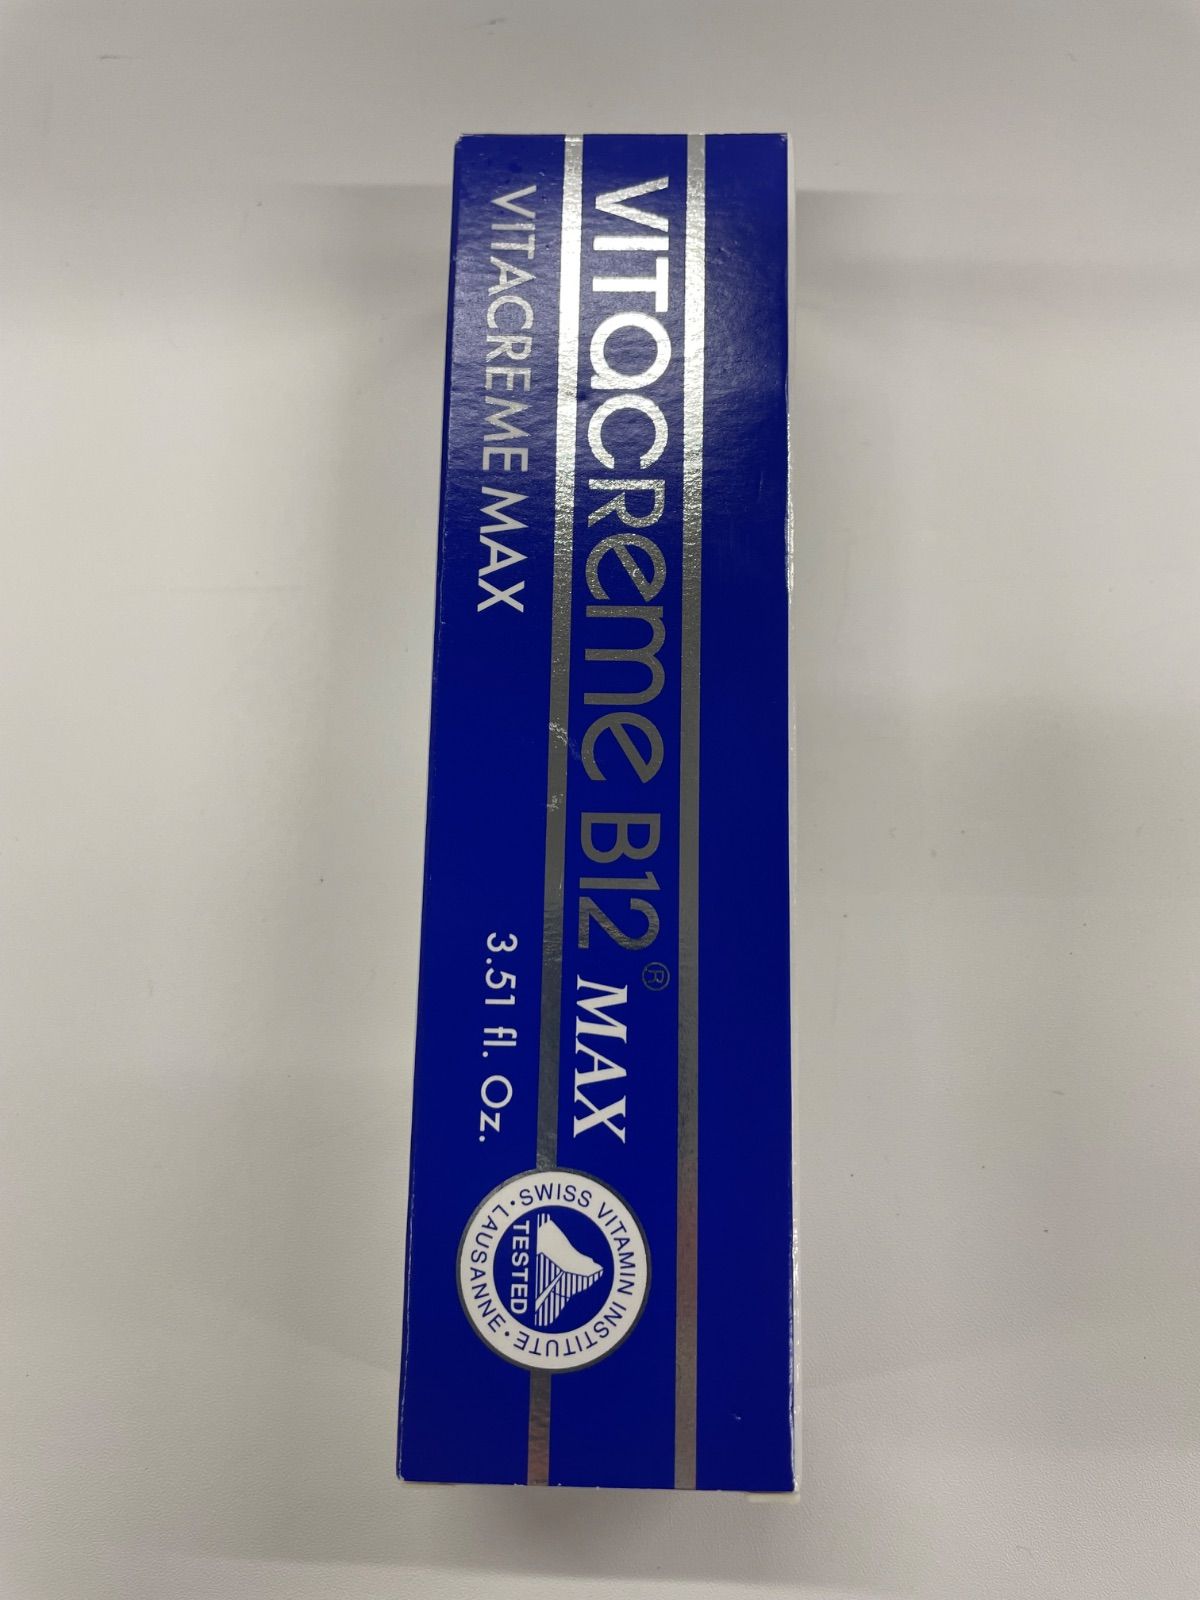 VITACREME B12® MAX
VITACREME MAX
3.51 fl. Oz.
SWISS VITAMIN INSTITUTE
• LAUSANNE •
TESTED